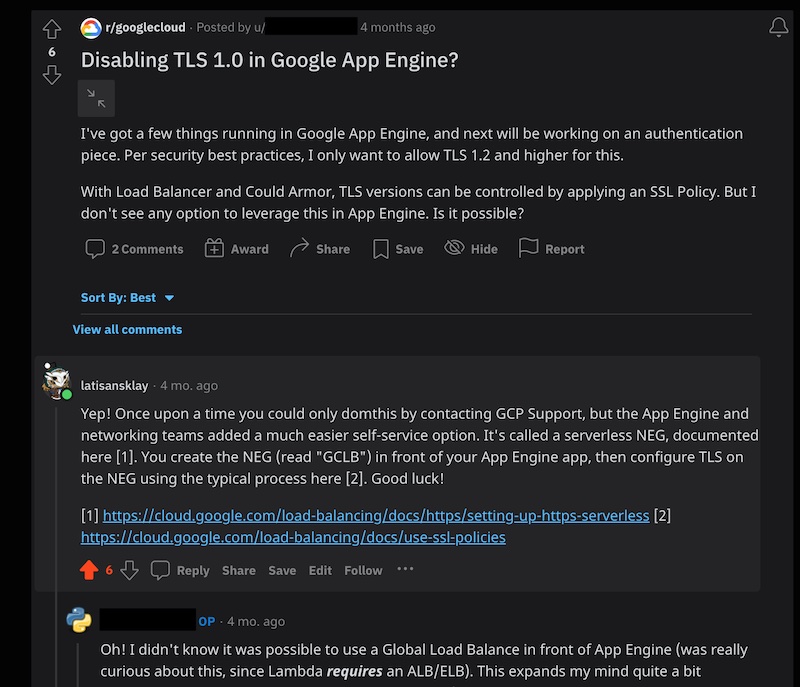 r/googlecloud · Posted by u/ 4 months ago
6
Disabling TLS 1.0 in Google App Engine?
I've got a few things running in Google App Engine, and next will be working on an authentication
piece. Per security best practices, I only want to allow TLS 1.2 and higher for this.
With Load Balancer and Could Armor, TLS versions can be controlled by applying an SSL Policy. But I
don't see any option to leverage this in App Engine. Is it possible?
2 Comments Award Share Save Hide Report
Sort By: Best
View all comments
latisansklay · 4 mo. ago
Yep! Once upon a time you could only domthis by contacting GCP Support, but the App Engine and
networking teams added a much easier self-service option. It's called a serverless NEG, documented
here [1]. You create the NEG (read "GCLB") in front of your App Engine app, then configure TLS on
the NEG using the typical process here [2]. Good luck!
[1] https://cloud.google.com/load-balancing/docs/https/setting-up-https-serverless [2]
https://cloud.google.com/load-balancing/docs/use-ssl-policies
6 Reply Share Save Edit Follow ···
OP · 4 mo. ago
Oh! I didn't know it was possible to use a Global Load Balance in front of App Engine (was really
curious about this, since Lambda requires an ALB/ELB). This expands my mind quite a bit